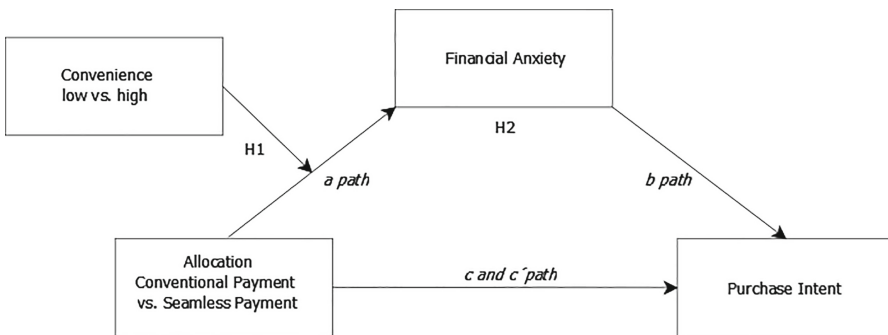 Financial Anxiety
Convenience
low vs. high
H1
H2
a path
b path
Allocation
Conventional Payment
vs. Seamless Payment
c and c´path
Purchase Intent